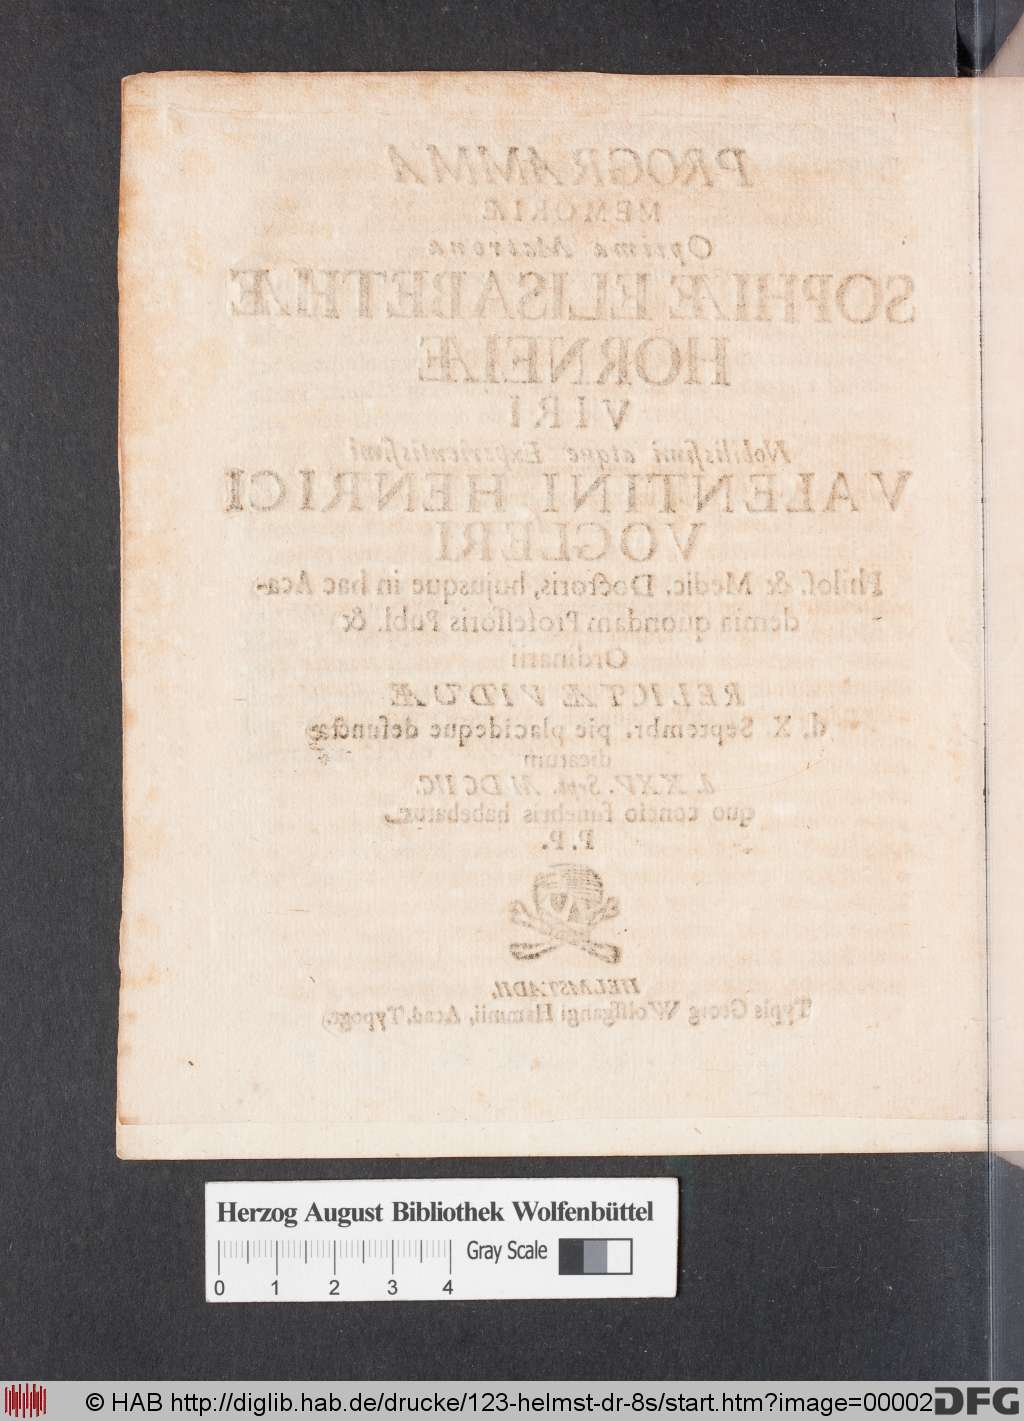 PROGRAMMA
MEMORIÆ
Optimæ Matronæ
SOPHIÆ ELISABETHÆ
HORNEIÆ
VIRI
Nobilissimi atque Experientissimi
VALENTINI HENRICI
VOGLERI
Philos. & Medic. Doctoris, hujusque in hac Aca-
demia quondam Professoris Publ. &
Ordinarii
RELICTÆ VIDUÆ
d. X. Septembr. pie placideque defunctæ
dicatum
d. XXV. Sept. M DC IIC.
quo concio funebris habebatur,
P. P.
HELMSTADII,
Typis Georg Wolffgangi Hammii, Acad. Typogr.
Herzog August Bibliothek Wolfenbüttel
Gray Scale
0 1 2 3 4
© HAB http://diglib.hab.de/drucke/123-helmst-dr-8s/start.htm?image=00002
DFG